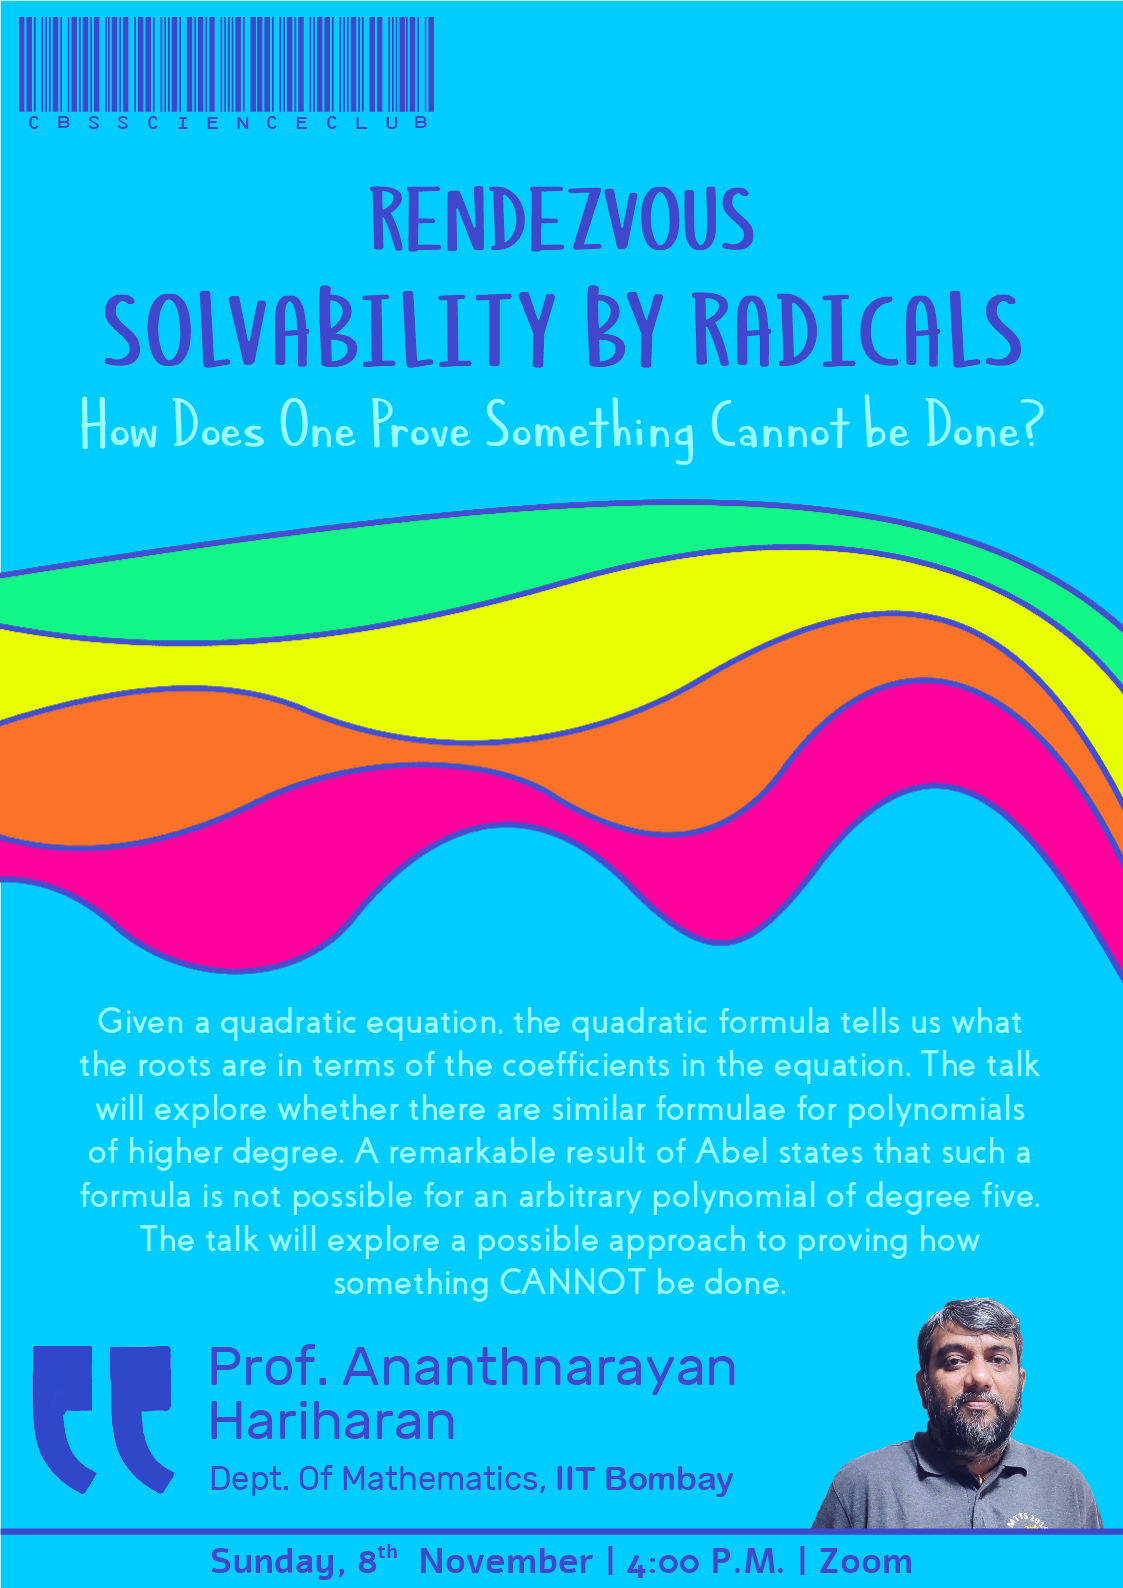 CBSSCIENCECLUB
RENDEZVOUS
SOLVABILITY BY RADICALS
How Does One Prove Something Cannot be Done?
Given a quadratic equation, the quadratic formula tells us what
the roots are in terms of the coefficients in the equation. The talk
will explore whether there are similar formulae for polynomials
of higher degree. A remarkable result of Abel states that such a
formula is not possible for an arbitrary polynomial of degree five.
The talk will explore a possible approach to proving how
something CANNOT be done.
Prof. Ananthnarayan
Hariharan
Dept. Of Mathematics, IIT Bombay
MTTS
Sunday, 8th November | 4:00 P.M. | Zoom